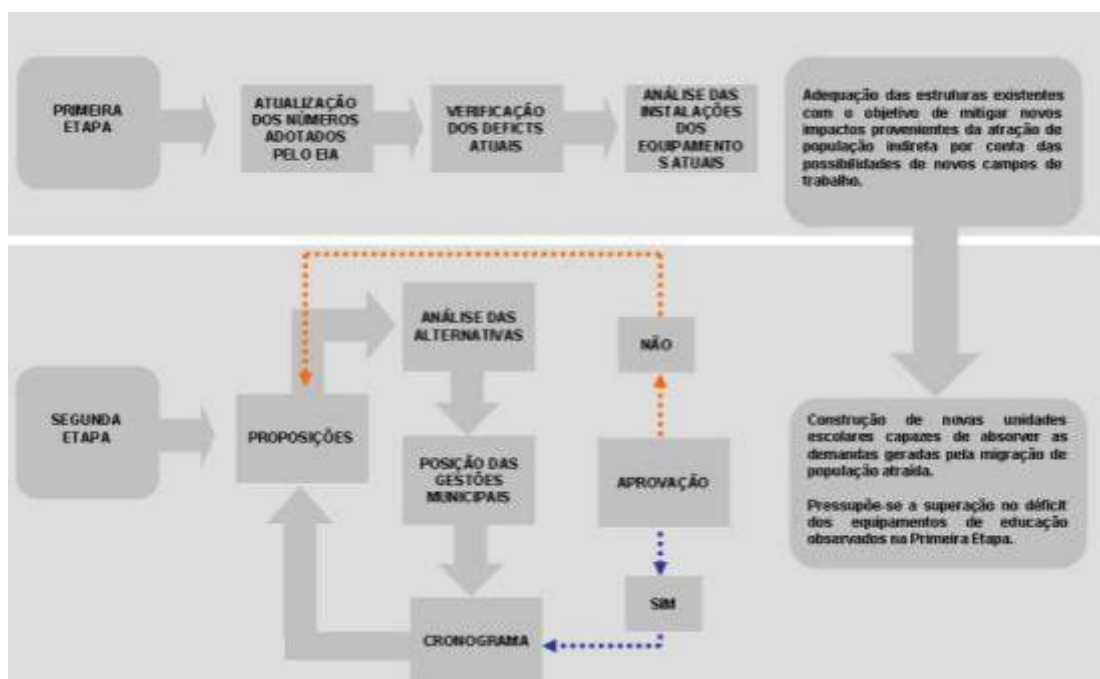 PRIMEIRA
ETAPA
ATUALIZAÇÃO
DOS NÚMEROS
ADOTADOS
PELO EIA
VERIFICAÇÃO
DOS DEFICTS
ATUAIS
ANÁLISE DAS
INSTALAÇÕES
DOS
EQUIPAMENTO
S ATUAIS
Adequação das estruturas existentes
com o objetivo de mitigar novos
impactos provenientes da atração de
população indireta por conta das
possibilidades de novos campos de
trabalho.
SEGUNDA
ETAPA
PROPOSIÇÕES
ANÁLISE DAS
ALTERNATIVAS
POSIÇÃO DAS
GESTÕES
MUNICIPAIS
CRONOGRAMA
NÃO
APROVAÇÃO
SIM
Construção de novas unidades
escolares capazes de absorver as
demandas geradas pela migração de
população atraída.
Pressupõe-se a superação no déficit
dos equipamentos de educação
observados na Primeira Etapa.